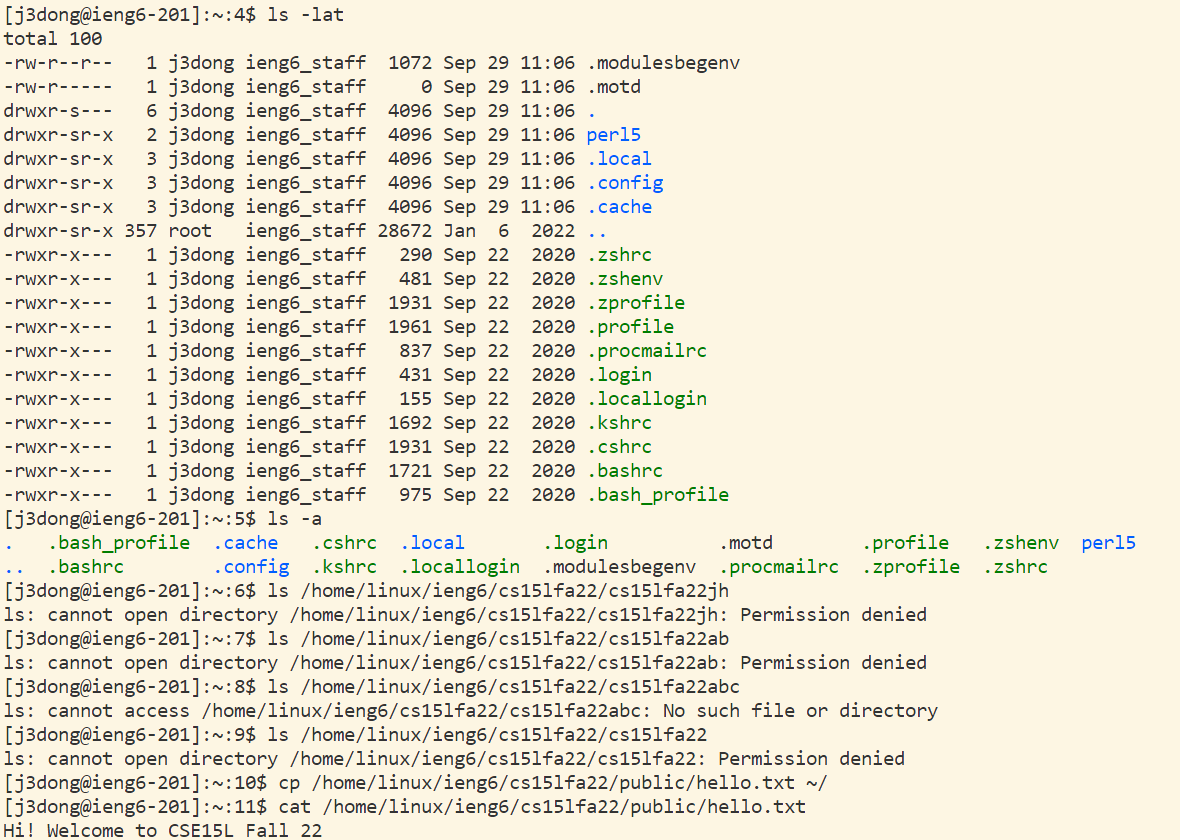 [j3dong@ieng6-201]:~:4$ ls -lat
total 100
-rw-r--r--   1 j3dong ieng6_staff  1072 Sep 29 11:06 .modulesbegenv
-rw-r-----   1 j3dong ieng6_staff     0 Sep 29 11:06 .motd
drwxr-s---   6 j3dong ieng6_staff  4096 Sep 29 11:06 .
drwxr-sr-x   2 j3dong ieng6_staff  4096 Sep 29 11:06 perl5
drwxr-sr-x   3 j3dong ieng6_staff  4096 Sep 29 11:06 .local
drwxr-sr-x   3 j3dong ieng6_staff  4096 Sep 29 11:06 .config
drwxr-sr-x   3 j3dong ieng6_staff  4096 Sep 29 11:06 .cache
drwxr-sr-x 357 root   ieng6_staff 28672 Jan  6  2022 ..
-rwxr-x---   1 j3dong ieng6_staff   290 Sep 22  2020 .zshrc
-rwxr-x---   1 j3dong ieng6_staff   481 Sep 22  2020 .zshenv
-rwxr-x---   1 j3dong ieng6_staff  1931 Sep 22  2020 .zprofile
-rwxr-x---   1 j3dong ieng6_staff  1961 Sep 22  2020 .profile
-rwxr-x---   1 j3dong ieng6_staff   837 Sep 22  2020 .procmailrc
-rwxr-x---   1 j3dong ieng6_staff   431 Sep 22  2020 .login
-rwxr-x---   1 j3dong ieng6_staff   155 Sep 22  2020 .locallogin
-rwxr-x---   1 j3dong ieng6_staff  1692 Sep 22  2020 .kshrc
-rwxr-x---   1 j3dong ieng6_staff  1931 Sep 22  2020 .cshrc
-rwxr-x---   1 j3dong ieng6_staff  1721 Sep 22  2020 .bashrc
-rwxr-x---   1 j3dong ieng6_staff   975 Sep 22  2020 .bash_profile
[j3dong@ieng6-201]:~:5$ ls -a
.   .bash_profile  .cache   .cshrc  .local       .login          .motd        .profile   .zshenv  perl5
..  .bashrc        .config  .kshrc  .locallogin  .modulesbegenv  .procmailrc  .zprofile  .zshrc
[j3dong@ieng6-201]:~:6$ ls /home/linux/ieng6/cs15lfa22/cs15lfa22jh
ls: cannot open directory /home/linux/ieng6/cs15lfa22/cs15lfa22jh: Permission denied
[j3dong@ieng6-201]:~:7$ ls /home/linux/ieng6/cs15lfa22/cs15lfa22ab
ls: cannot open directory /home/linux/ieng6/cs15lfa22/cs15lfa22ab: Permission denied
[j3dong@ieng6-201]:~:8$ ls /home/linux/ieng6/cs15lfa22/cs15lfa22abc
ls: cannot access /home/linux/ieng6/cs15lfa22/cs15lfa22abc: No such file or directory
[j3dong@ieng6-201]:~:9$ ls /home/linux/ieng6/cs15lfa22/cs15lfa22
ls: cannot open directory /home/linux/ieng6/cs15lfa22/cs15lfa22: Permission denied
[j3dong@ieng6-201]:~:10$ cp /home/linux/ieng6/cs15lfa22/public/hello.txt ~/
[j3dong@ieng6-201]:~:11$ cat /home/linux/ieng6/cs15lfa22/public/hello.txt
Hi! Welcome to CSE15L Fall 22